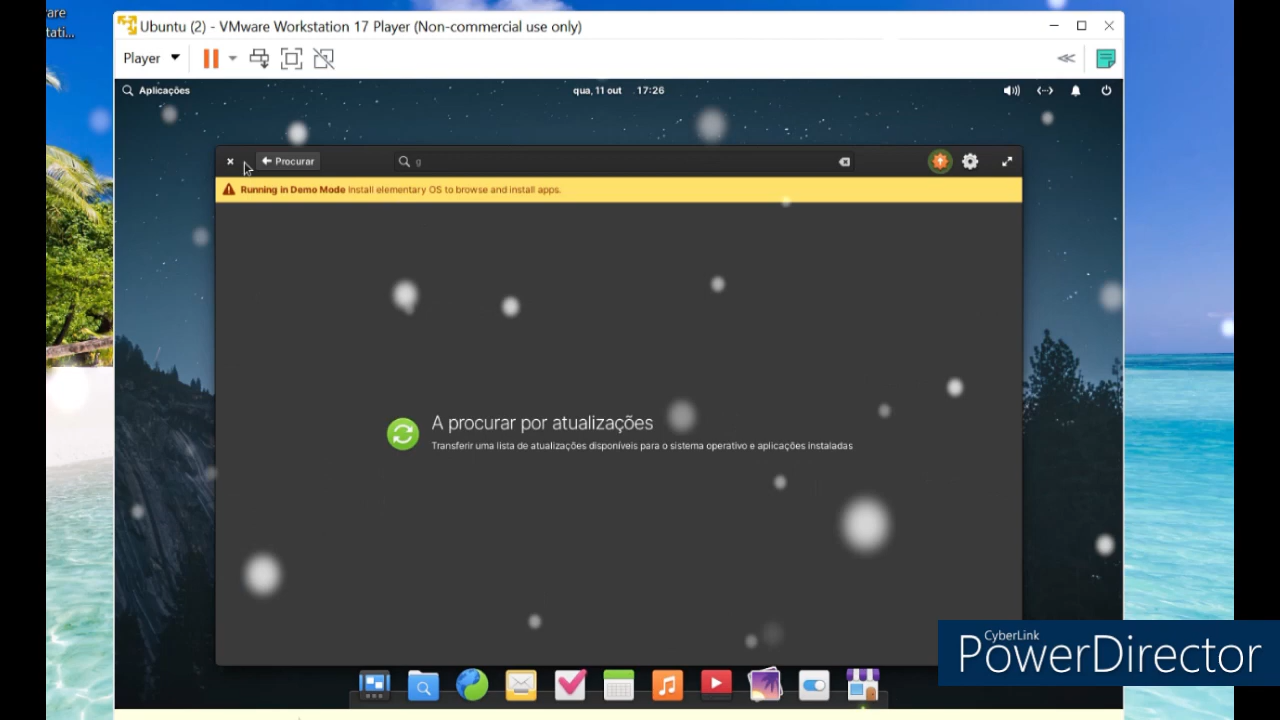 are
tati...
Ubuntu (2) - VMware Workstation 17 Player (Non-commercial use only)
Player
Aplicações
qua, 11 out 17:26
Procurar
g
Running in Demo Mode Install elementary OS to browse and install apps.
A procurar por atualizações
Transferir uma lista de atualizações disponíveis para o sistema operativo e aplicações instaladas
CyberLink
PowerDirector